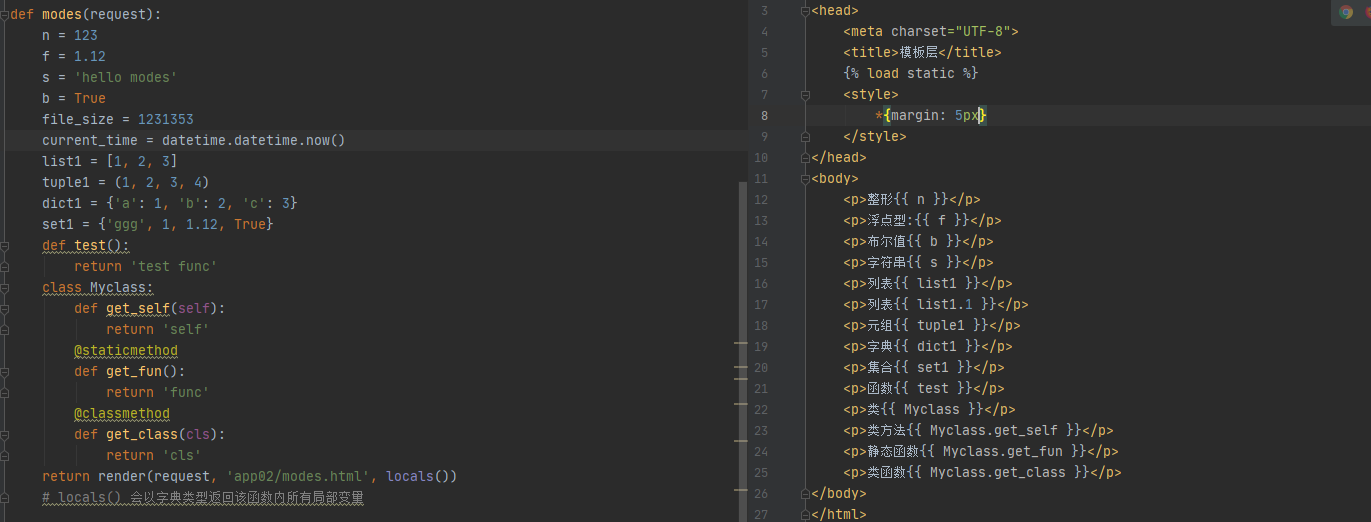 def modes(request):
n = 123
f = 1.12
s = 'hello modes'
b = True
file_size = 1231353
current_time = datetime.datetime.now()
list1 = [1, 2, 3]
tuple1 = (1, 2, 3, 4)
dict1 = {'a': 1, 'b': 2, 'c': 3}
set1 = {'ggg', 1, 1.12, True}
def test():
return 'test func'
class Myclass:
def get_self(self):
return 'self'
@staticmethod
def get_fun():
return 'func'
@classmethod
def get_class(cls):
return 'cls'
return render(request, 'app02/modes.html', locals())
# locals() 会以字典类型返回该函数内所有局部变量
3 <head>
4 <meta charset="UTF-8">
5 <title>模板层</title>
6 {% load static %}
7 <style>
8 *{margin: 5px}
9 </style>
10 </head>
11 <body>
12 <p>整形{{ n }}</p>
13 <p>浮点型:{{ f }}</p>
14 <p>布尔值{{ b }}</p>
15 <p>字符串{{ s }}</p>
16 <p>列表{{ list1 }}</p>
17 <p>列表{{ list1.1 }}</p>
18 <p>元组{{ tuple1 }}</p>
19 <p>字典{{ dict1 }}</p>
20 <p>集合{{ set1 }}</p>
21 <p>函数{{ test }}</p>
22 <p>类{{ Myclass }}</p>
23 <p>类方法{{ Myclass.get_self }}</p>
24 <p>静态函数{{ Myclass.get_fun }}</p>
25 <p>类函数{{ Myclass.get_class }}</p>
26 </body>
27 </html>